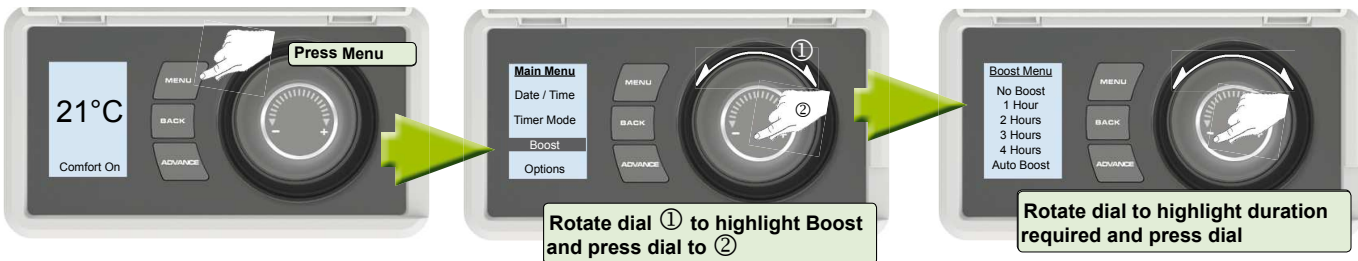 21°C
Comfort On
MENU
BACK
ADVANCE
- +
Press Menu
Main Menu
Date / Time
Timer Mode
Boost
Options
MENU
BACK
ADVANCE
①
②
-
Rotate dial ① to highlight Boost
and press dial to ②
Boost Menu
No Boost
1 Hour
2 Hours
3 Hours
4 Hours
Auto Boost
MENU
BACK
ADVANCE
- +
Rotate dial to highlight duration
required and press dial